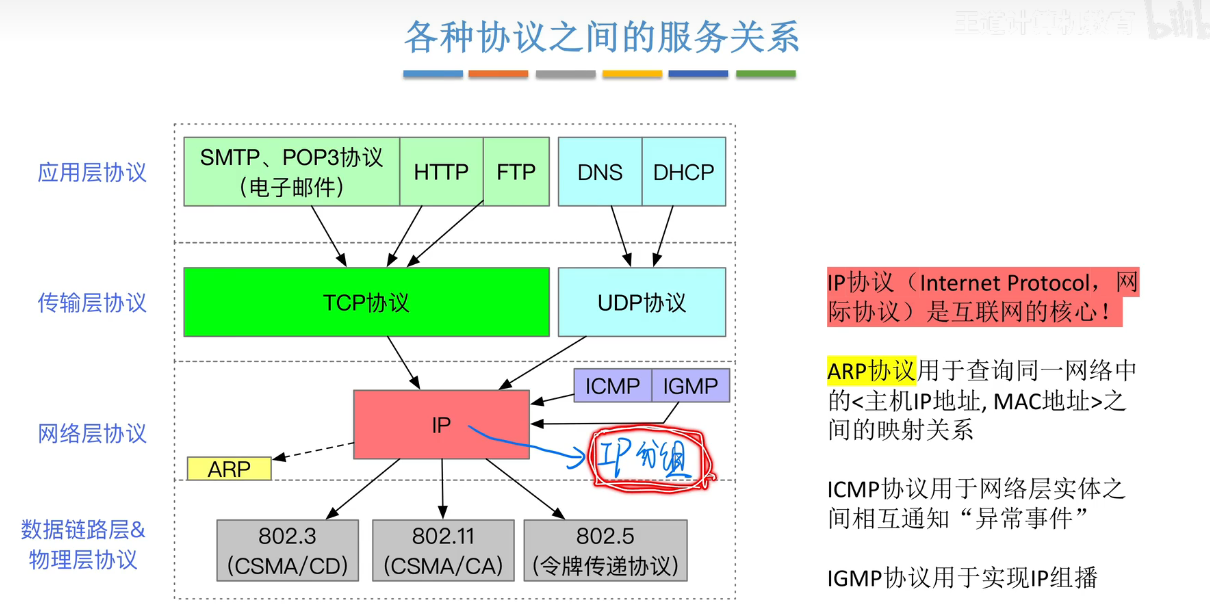 各种协议之间的服务关系
应用层协议
SMTP、POP3协议
（电子邮件）
HTTP
FTP
DNS
DHCP
传输层协议
TCP协议
UDP协议
网络层协议
ICMP
IGMP
IP
IP分组
ARP
数据链路层&
物理层协议
802.3
(CSMA/CD)
802.11
(CSMA/CA)
802.5
(令牌传递协议)
IP协议（Internet Protocol，网
际协议）是互联网的核心！
ARP协议用于查询同一网络中
的<主机IP地址, MAC地址>之
间的映射关系
ICMP协议用于网络层实体之
间相互通知“异常事件”
IGMP协议用于实现IP组播